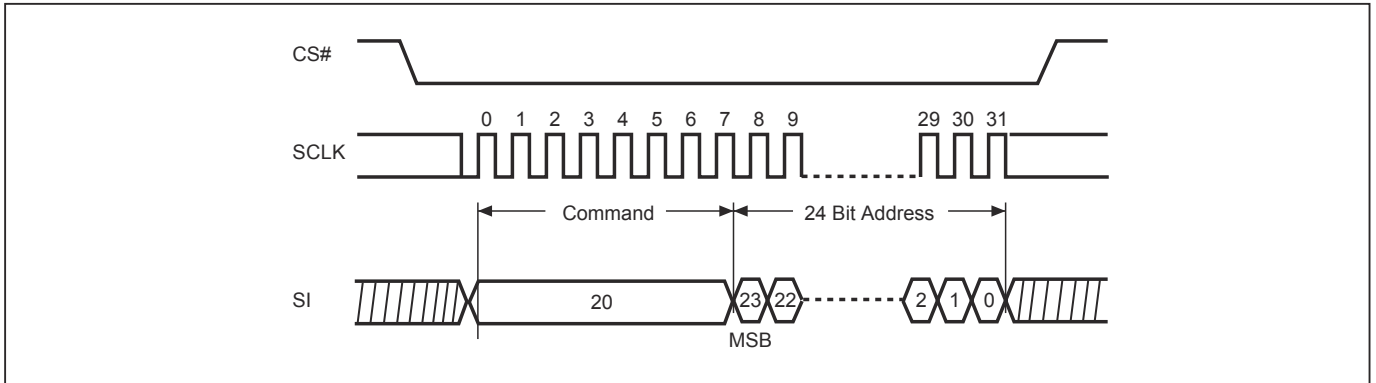 CS#
0 1 2 3 4 5 6 7 8 9 29 30 31
SCLK
Command 24 Bit Address
SI 20 23 22 2 1 0
MSB